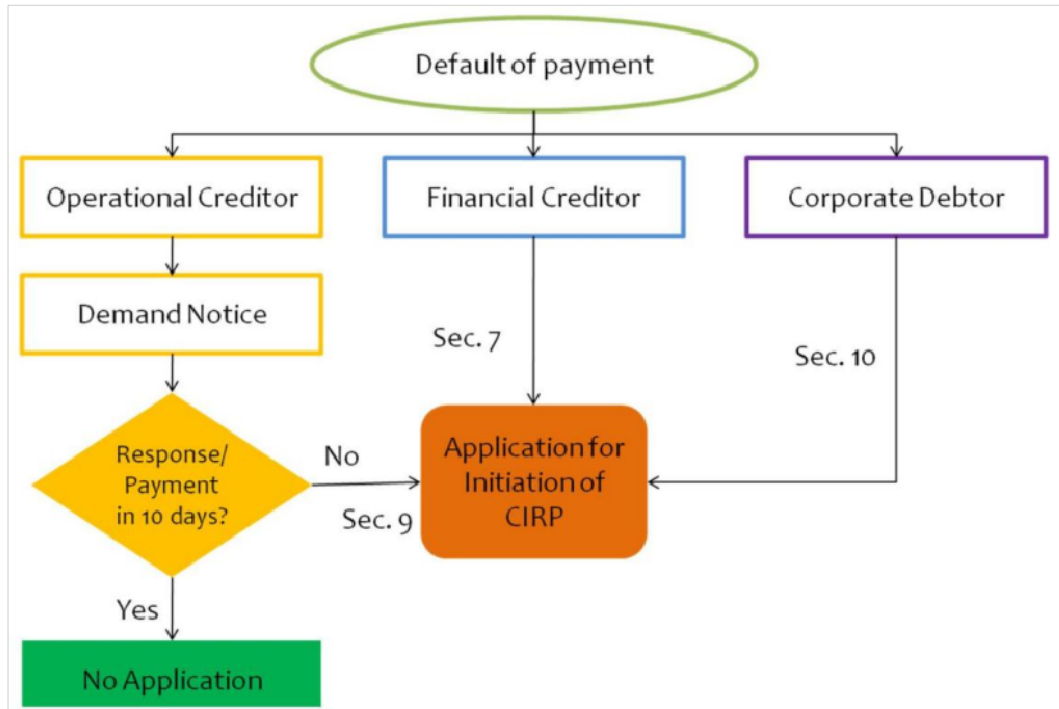 Default of payment
Operational Creditor
Financial Creditor
Corporate Debtor
Demand Notice
Sec. 7
Sec. 10
Response/
Payment
in 10 days?
No
Sec. 9
Application for
Initiation of
CIRP
Yes
No Application